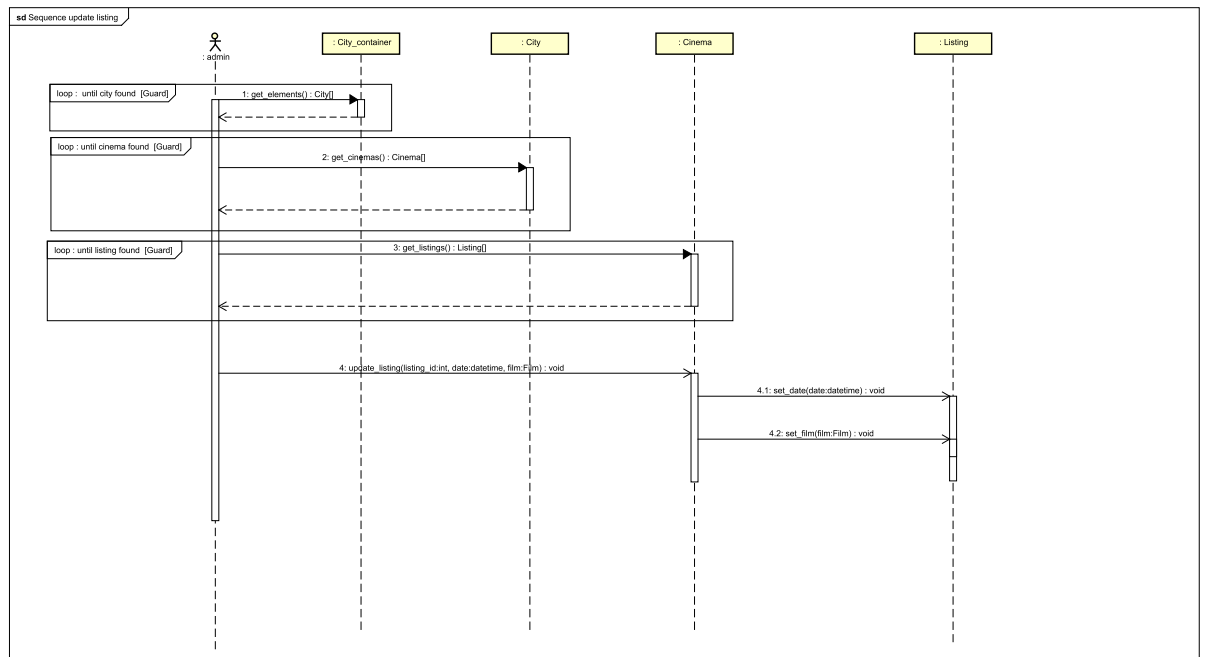 sd Sequence update listing
: admin
: City_container
: City
: Cinema
: Listing
loop : until city found [Guard]
1: get_elements() : City[]
loop : until cinema found [Guard]
2: get_cinemas() : Cinema[]
loop : until listing found [Guard]
3: get_listings() : Listing[]
4: update_listing(listing_id:int, date:datetime, film:Film) : void
4.1: set_date(date:datetime) : void
4.2: set_film(film:Film) : void